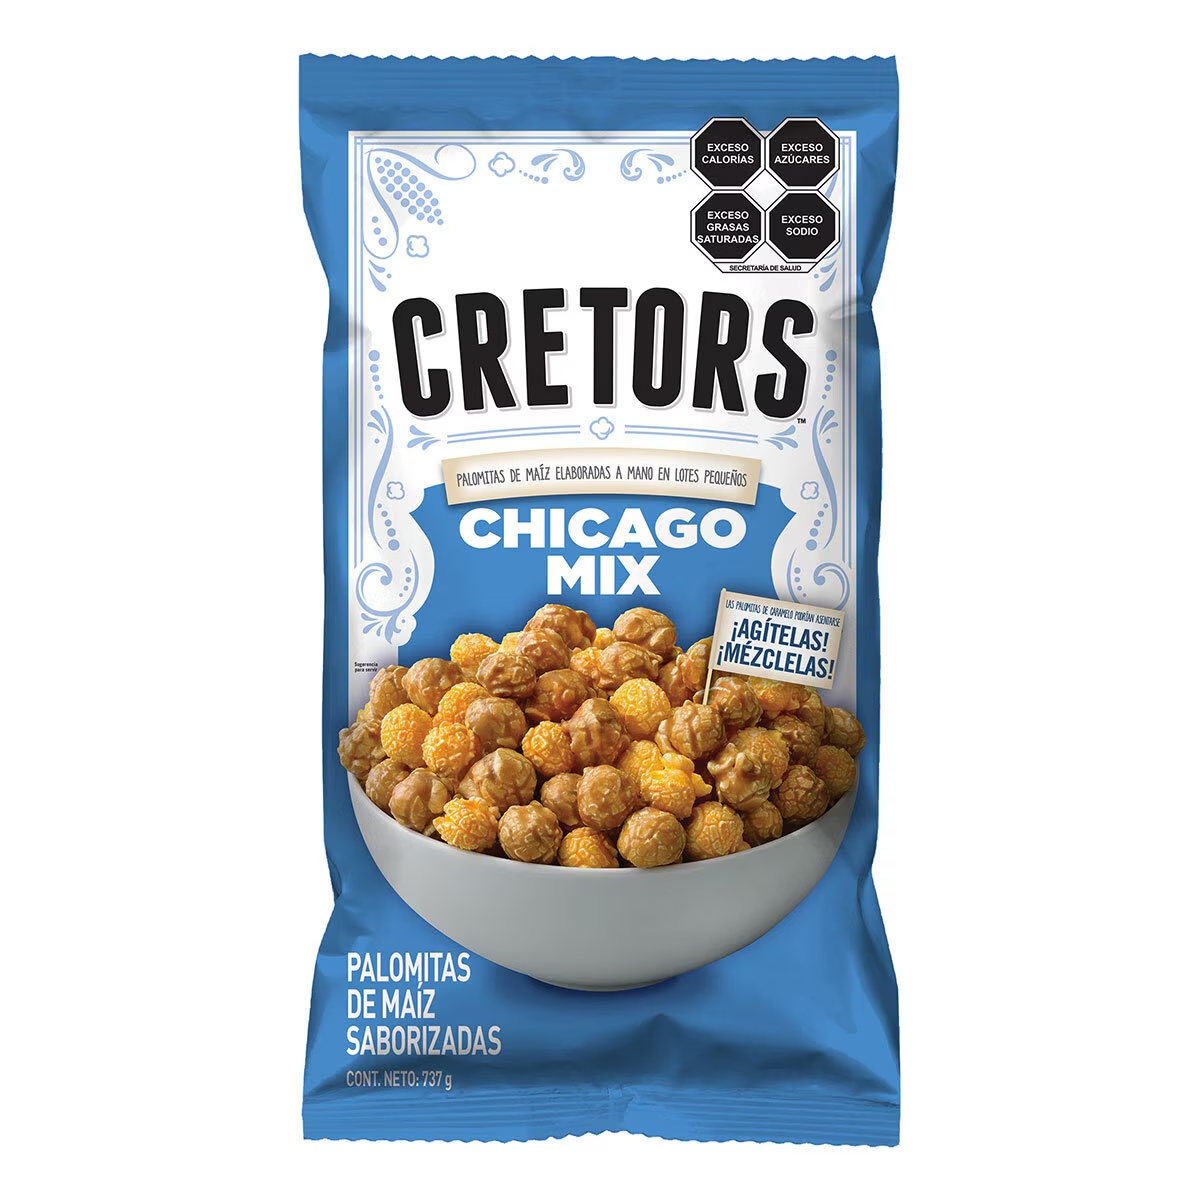 EXCESO
CALORÍAS
EXCESO
AZÚCARES
EXCESO
GRASAS
SATURADAS
EXCESO
SODIO
SECRETARÍA DE SALUD
CRETORS
™
PALOMITAS DE MAÍZ ELABORADAS A MANO EN LOTES PEQUEÑOS
CHICAGO
MIX
LAS PALOMITAS DE CARAMELO PODRÍAN ASENTARSE
¡AGÍTELAS!
¡MÉZCLELAS!
Sugerencia
para servir
PALOMITAS
DE MAÍZ
SABORIZADAS
CONT. NETO: 737 g